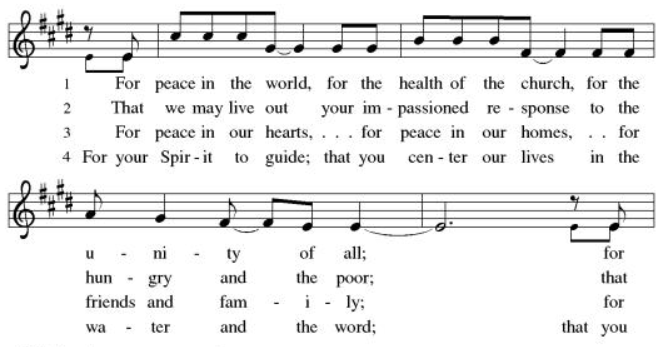 1 For peace in the world, for the health of the church, for the
2 That we may live out your im - passioned re - sponse to the
3 For peace in our hearts, . . . for peace in our homes, . . for
4 For your Spir - it to guide; that you cen - ter our lives in the
u - ni - ty of all; for
hun - gry and the poor; that
friends and fam - i - ly; for
wa - ter and the word; that you